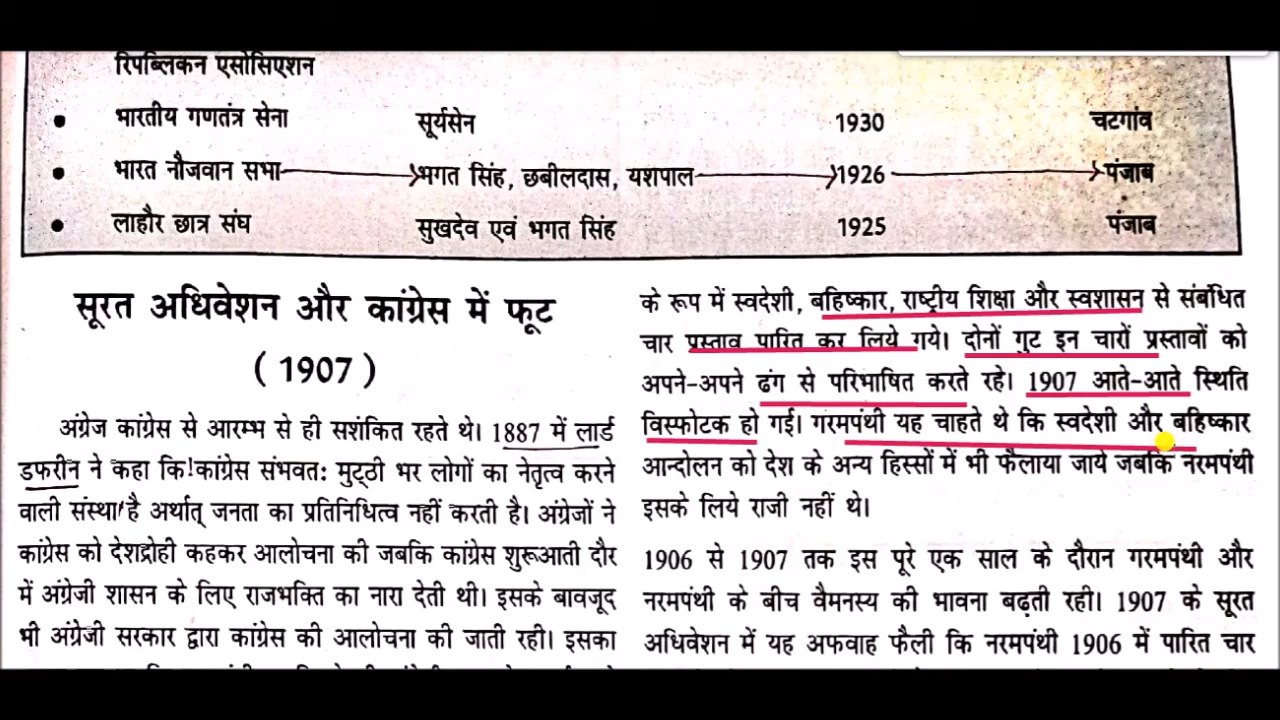 रिपब्लिकन एसोसिएशन
• भारतीय गणतंत्र सेना सूर्यसेन 1930 चटगांव
• भारत नौजवान सभा भगत सिंह, छबीलदास, यशपाल 1926 पंजाब
• लाहौर छात्र संघ सुखदेव एवं भगत सिंह 1925 पंजाब
सूरत अधिवेशन और कांग्रेस में फूट
( 1907 )
अंग्रेज कांग्रेस से आरम्भ से ही सशंकित रहते थे। 1887 में लार्ड
डफरीन ने कहा कि कांग्रेस संभवतः मुट्ठी भर लोगों का नेतृत्व करने
वाली संस्था है अर्थात् जनता का प्रतिनिधित्व नहीं करती है। अंग्रेजों ने
कांग्रेस को देशद्रोही कहकर आलोचना की जबकि कांग्रेस शुरूआती दौर
में अंग्रेजी शासन के लिए राजभक्ति का नारा देती थी। इसके बावजूद
भी अंग्रेजी सरकार द्वारा कांग्रेस की आलोचना की जाती रही। इसका
के रूप में स्वदेशी, बहिष्कार, राष्ट्रीय शिक्षा और स्वशासन से संबंधित
चार प्रस्ताव पारित कर लिये गये। दोनों गुट इन चारों प्रस्तावों को
अपने-अपने ढंग से परिभाषित करते रहे। 1907 आते-आते स्थिति
विस्फोटक हो गई। गरमपंथी यह चाहते थे कि स्वदेशी और बहिष्कार
आन्दोलन को देश के अन्य हिस्सों में भी फैलाया जाये जबकि नरमपंथी
इसके लिये राजी नहीं थे।
1906 से 1907 तक इस पूरे एक साल के दौरान गरमपंथी और
नरमपंथी के बीच वैमनस्य की भावना बढ़ती रही। 1907 के सूरत
अधिवेशन में यह अफवाह फैली कि नरमपंथी 1906 में पारित चार